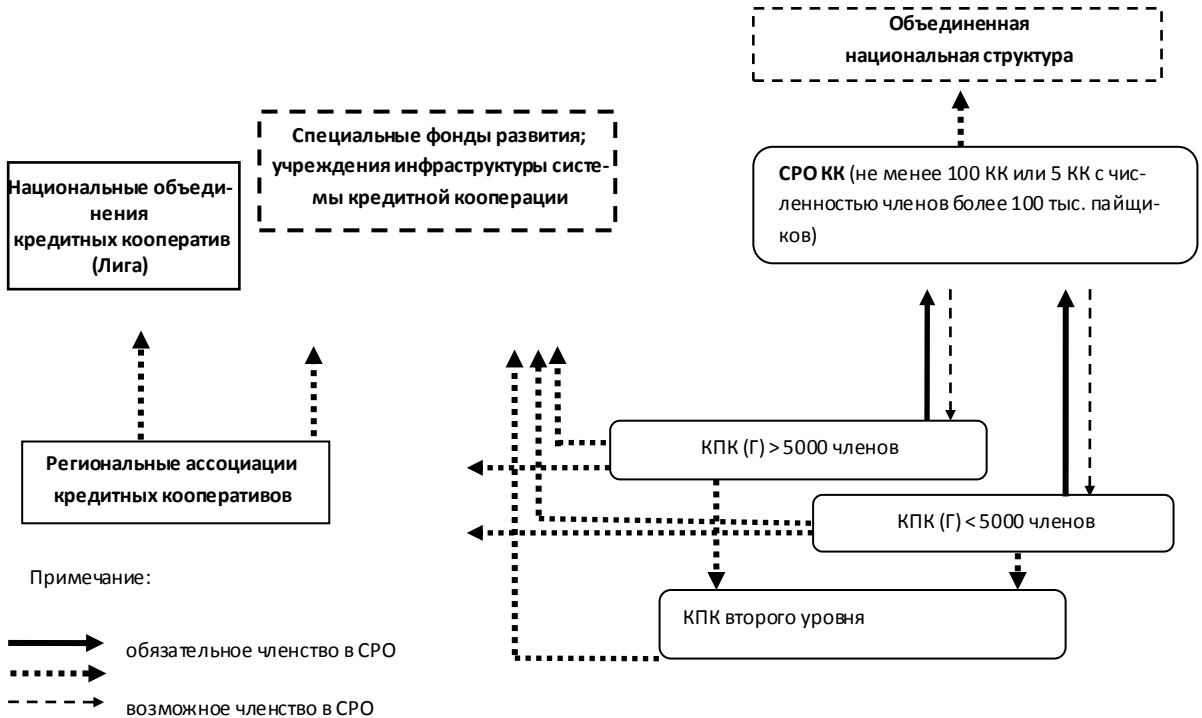 Объединенная
национальная структура
Специальные фонды развития;
учреждения инфраструктуры систе-
мы кредитной кооперации
СРО КК (не менее 100 КК или 5 КК с чис-
ленностью членов более 100 тыс. пайщи-
ков)
Национальные объеди-
нения
кредитных кооператив
(Лига)
КПК (Г) > 5000 членов
Региональные ассоциации
кредитных кооперативов
КПК (Г) < 5000 членов
Примечание:
КПК второго уровня
обязательное членство в СРО
возможное членство в СРО